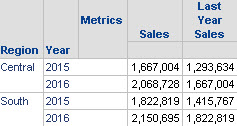 Metrics Sales Last Year Sales
Region Year
Central 2015 1,667,004 1,293,634
2016 2,068,728 1,667,004
South 2015 1,822,819 1,415,767
2016 2,150,695 1,822,819